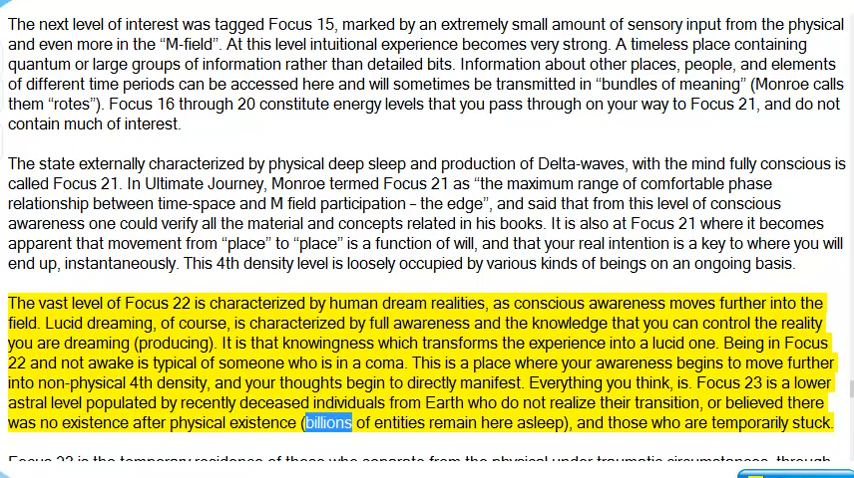 The next level of interest was tagged Focus 15, marked by an extremely small amount of sensory input from the physical
and even more in the “M-field”. At this level intuitional experience becomes very strong. A timeless place containing
quantum or large groups of information rather than detailed bits. Information about other places, people, and elements
of different time periods can be accessed here and will sometimes be transmitted in “bundles of meaning” (Monroe calls
them “rotes”). Focus 16 through 20 constitute energy levels that you pass through on your way to Focus 21, and do not
contain much of interest.
The state externally characterized by physical deep sleep and production of Delta-waves, with the mind fully conscious is
called Focus 21. In Ultimate Journey, Monroe termed Focus 21 as “the maximum range of comfortable phase
relationship between time-space and M field participation – the edge”, and said that from this level of conscious
awareness one could verify all the material and concepts related in his books. It is also at Focus 21 where it becomes
apparent that movement from “place” to “place” is a function of will, and that your real intention is a key to where you will
end up, instantaneously. This 4th density level is loosely occupied by various kinds of beings on an ongoing basis.
The vast level of Focus 22 is characterized by human dream realities, as conscious awareness moves further into the
field. Lucid dreaming, of course, is characterized by full awareness and the knowledge that you can control the reality
you are dreaming (producing). It is that knowingness which transforms the experience into a lucid one. Being in Focus
22 and not awake is typical of someone who is in a coma. This is a place where your awareness begins to move further
into non-physical 4th density, and your thoughts begin to directly manifest. Everything you think, is. Focus 23 is a lower
astral level populated by recently deceased individuals from Earth who do not realize their transition, or believed there
was no existence after physical existence (billions of entities remain here asleep), and those who are temporarily stuck.
Focus 23 is the temporary residence of those who separate from the physical under traumatic circumstances, through